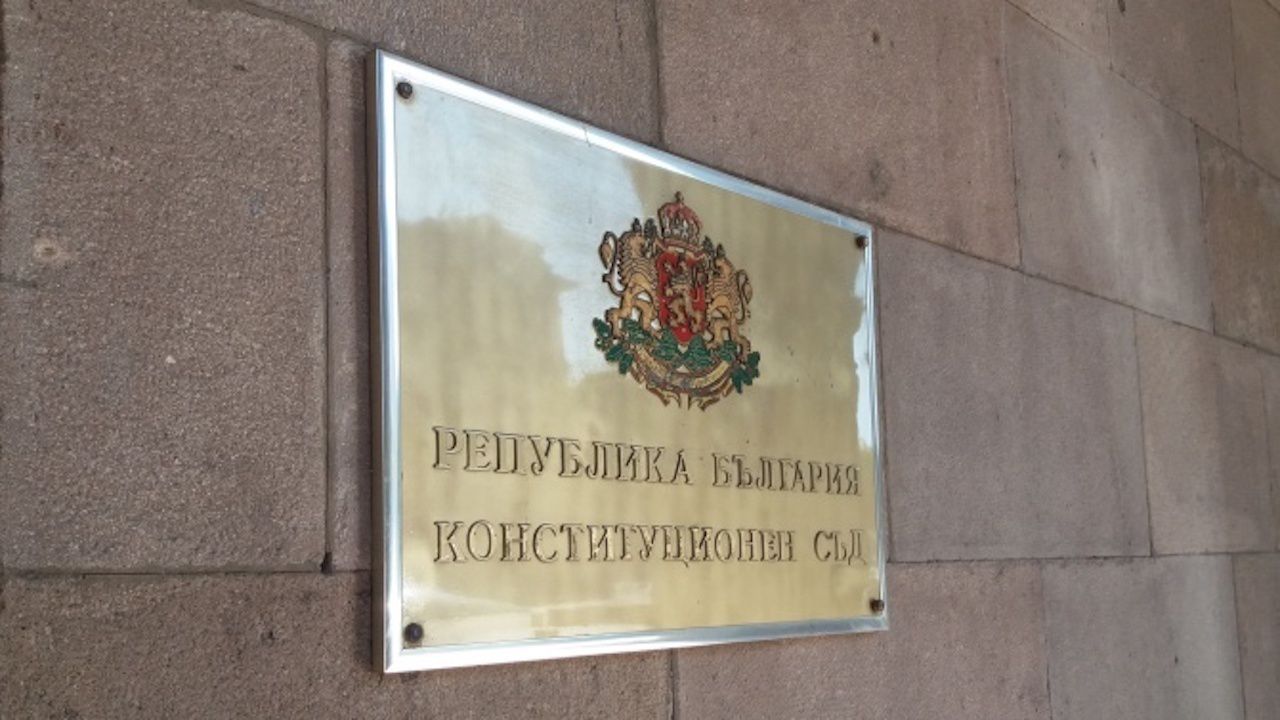 РЕПУБЛИКА БЪЛГАРИЯ
КОНСТИТУЦИОНЕН СЪД